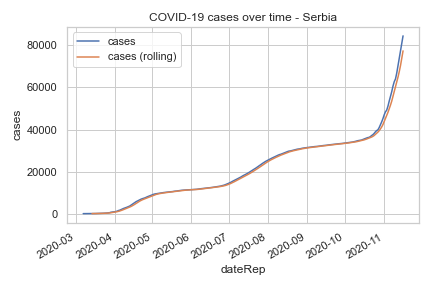 COVID-19 cases over time - Serbia
cases
cases (rolling)
80000
60000
40000
20000
0
cases
2020-03
2020-04
2020-05
2020-06
2020-07
2020-08
2020-09
2020-10
2020-11
dateRep